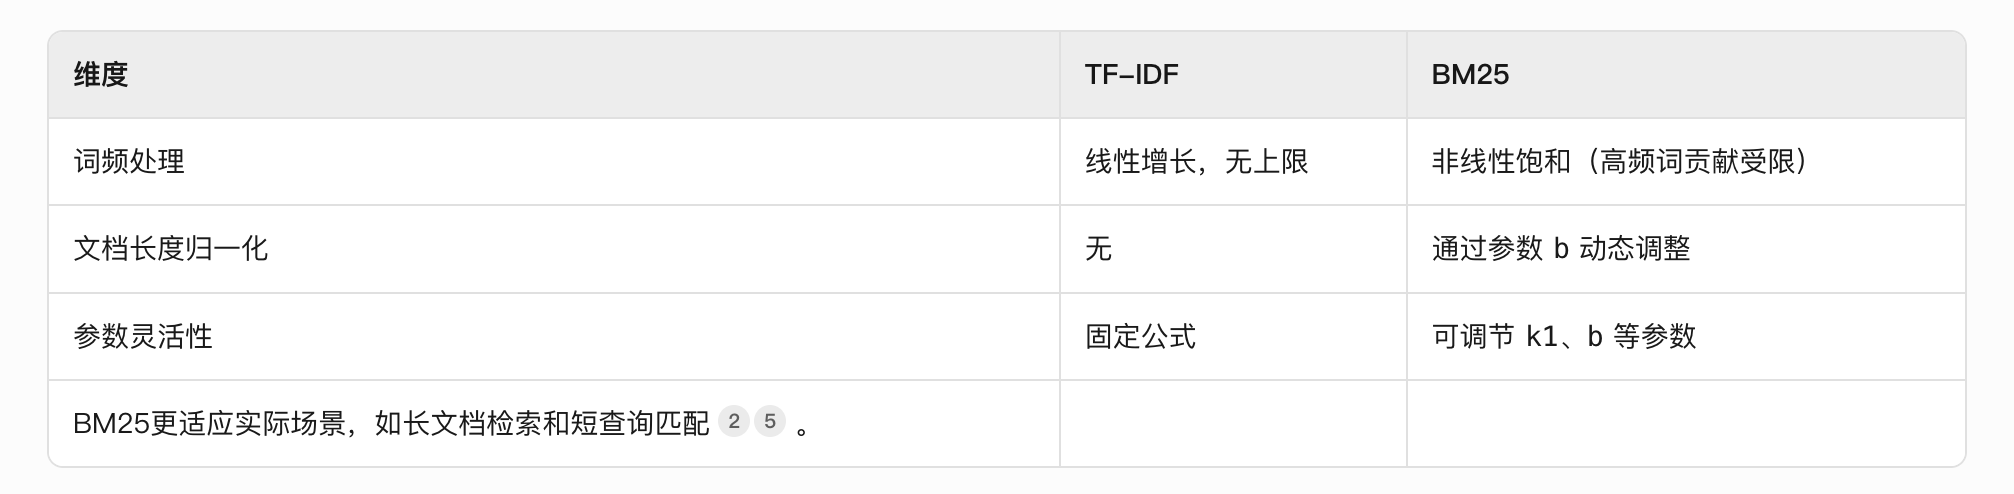 维度 TF-IDF BM25
词频处理 线性增长，无上限 非线性饱和（高频词贡献受限）
文档长度归一化 无 通过参数 b 动态调整
参数灵活性 固定公式 可调节 k1、b 等参数
BM25更适应实际场景，如长文档检索和短查询匹配 2 5 。